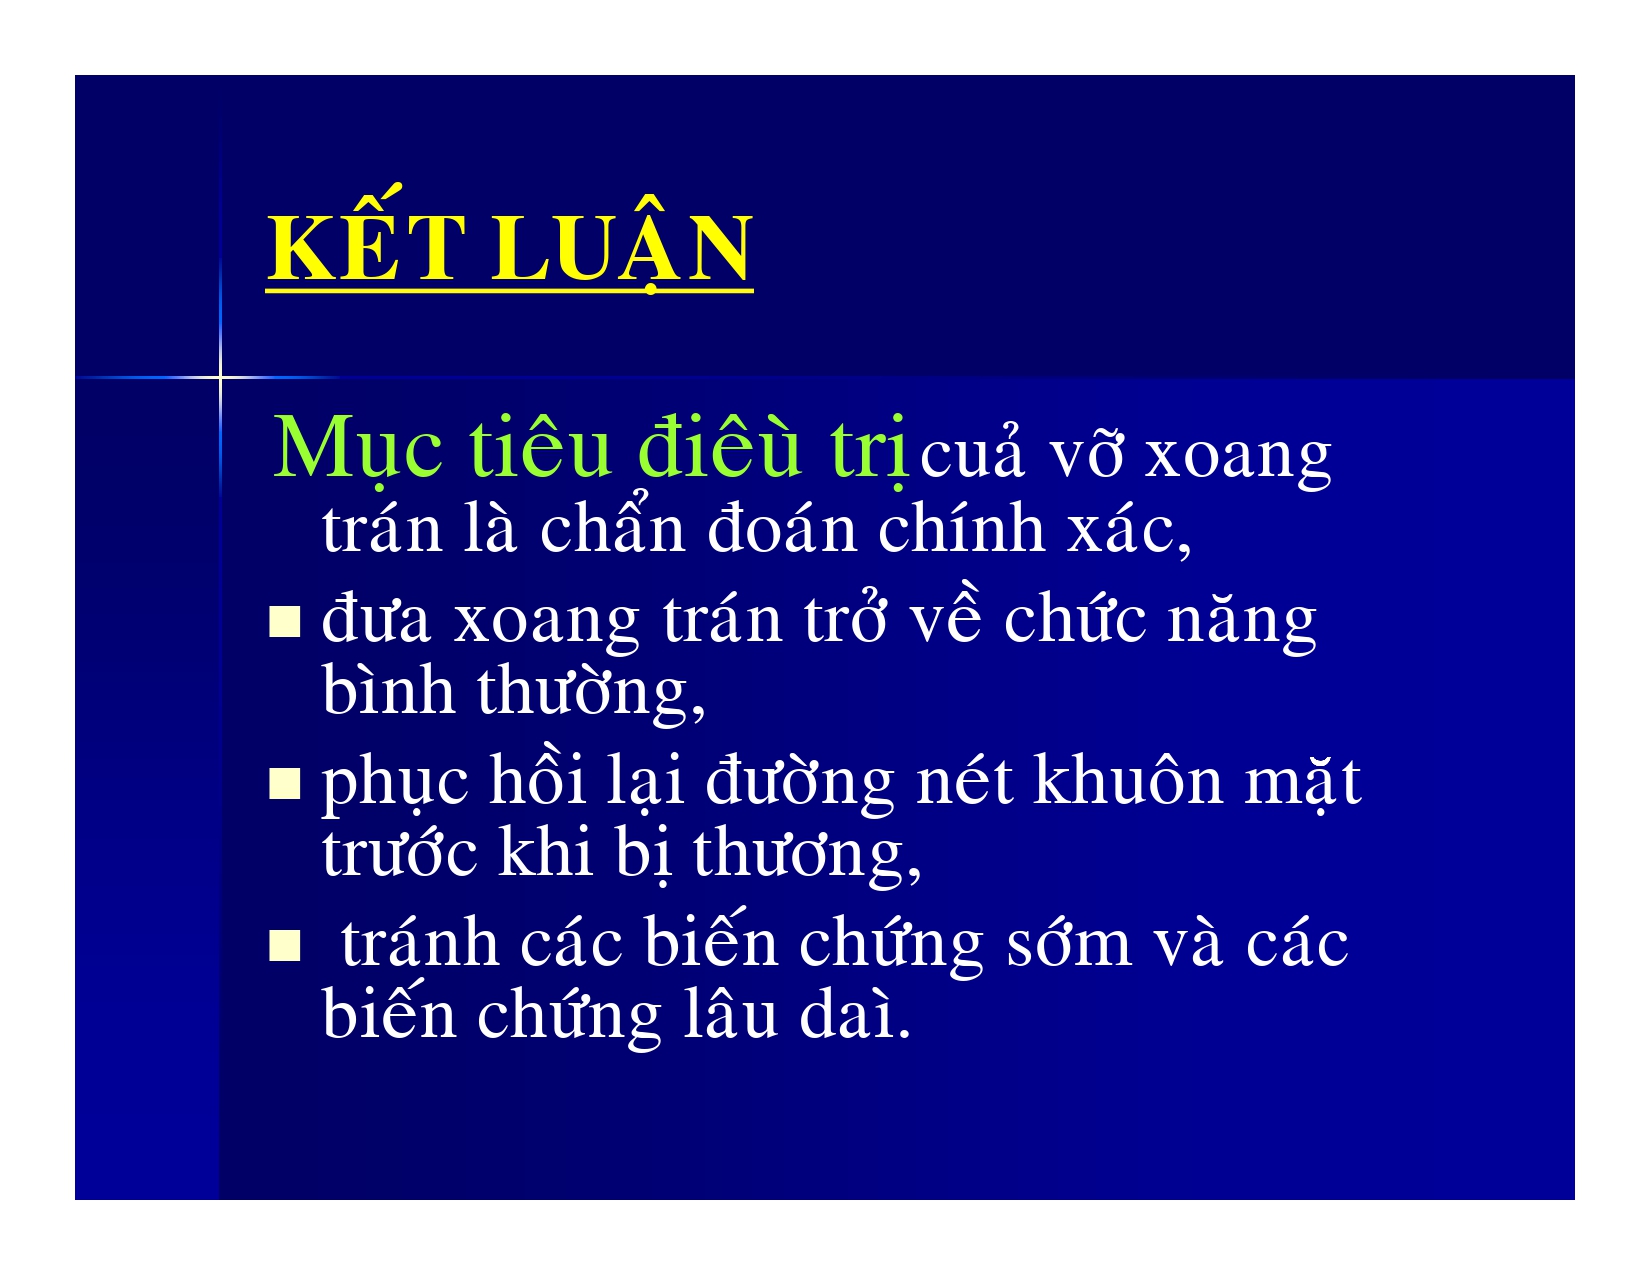 KẾT LUẬN
Mục tiêu điêù trị cuả vỡ xoang
trán là chẩn đoán chính xác,
đưa xoang trán trở về chức năng
bình thường,
phục hồi lại đường nét khuôn mặt
trước khi bị thương,
tránh các biến chứng sớm và các
biến chứng lâu daì.